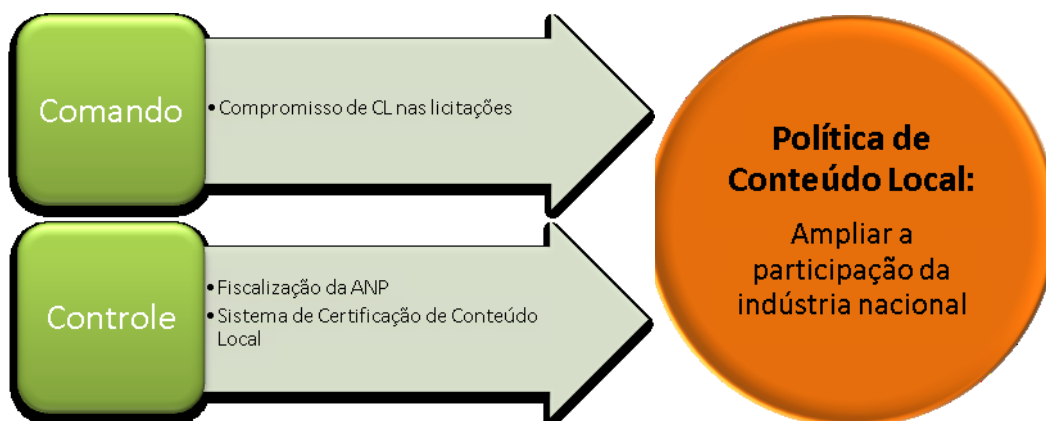 Comando
• Compromisso de CL nas licitações
Controle
• Fiscalização da ANP
• Sistema de Certificação de Conteúdo
Local
Política de
Conteúdo Local:
Ampliar a
participação da
indústria nacional